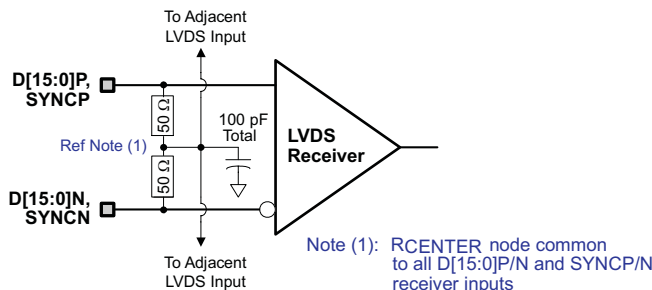 To Adjacent
LVDS Input
D[15:0]P,
SYNCP
50 Ω
100 pF
Total
LVDS
Receiver
Ref Note (1)
50 Ω
D[15:0]N,
SYNCN
To Adjacent
LVDS Input
Note (1): RCENTER node common
to all D[15:0]P/N and SYNCP/N
receiver inputs